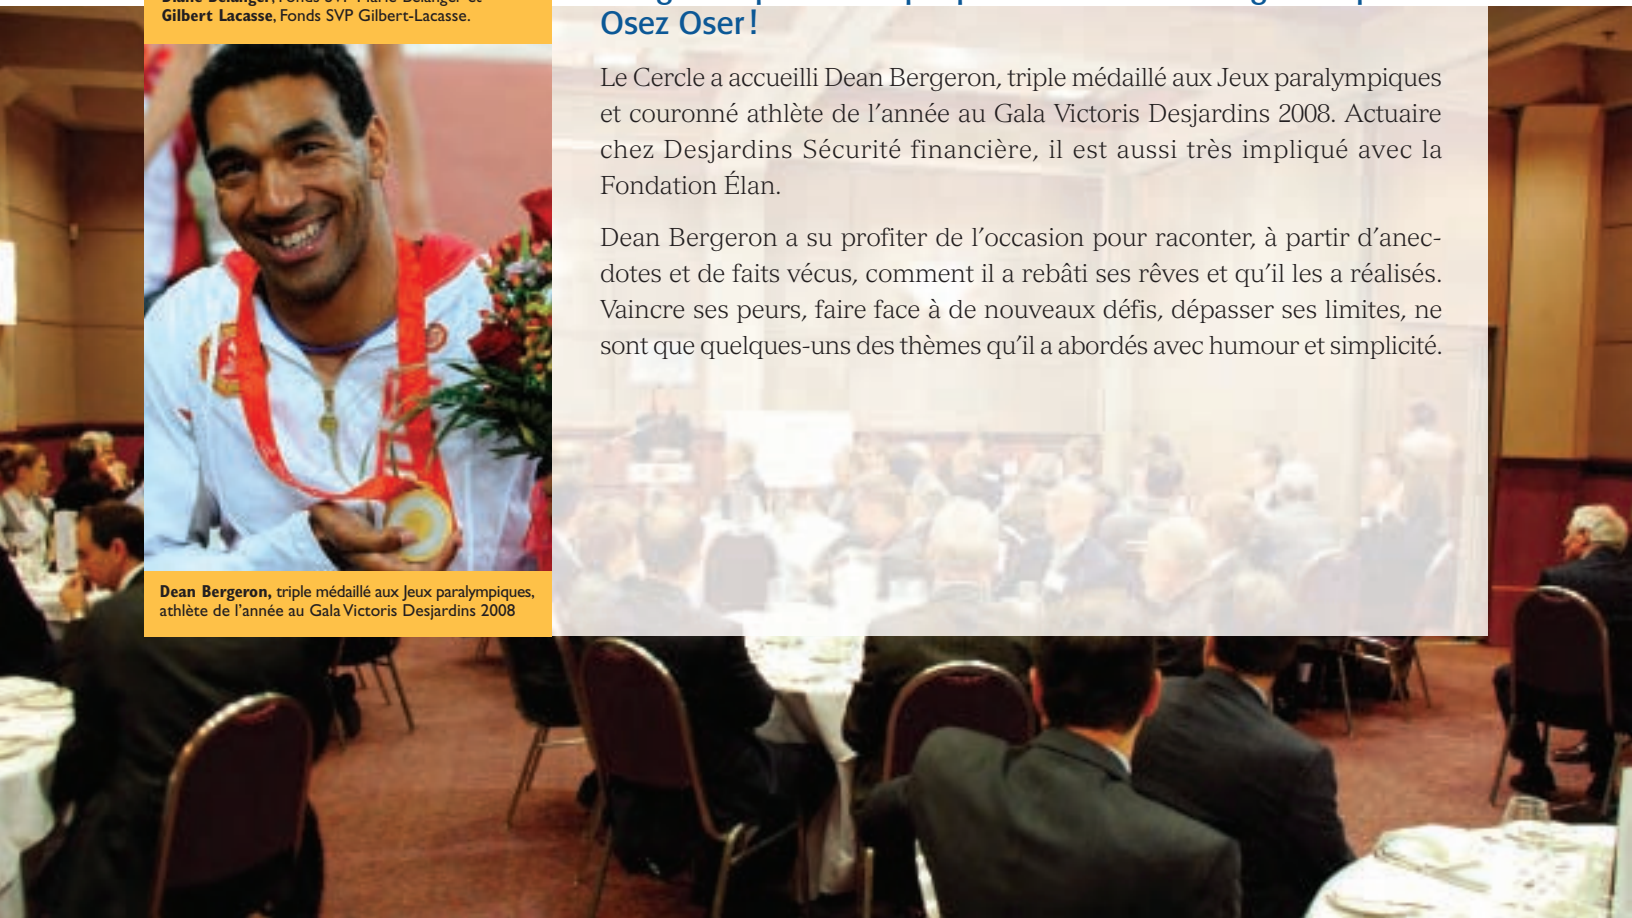 Gilbert Lacasse, Fonds SVP Gilbert-Lacasse.
Osez Oser !
Le Cercle a accueilli Dean Bergeron, triple médaillé aux Jeux paralympiques
et couronné athlète de l’année au Gala Victoris Desjardins 2008. Actuaire
chez Desjardins Sécurité financière, il est aussi très impliqué avec la
Fondation Élan.
Dean Bergeron a su profiter de l’occasion pour raconter, à partir d’anec-
dotes et de faits vécus, comment il a rebâti ses rêves et qu’il les a réalisés.
Vaincre ses peurs, faire face à de nouveaux défis, dépasser ses limites, ne
sont que quelques-uns des thèmes qu’il a abordés avec humour et simplicité.
Dean Bergeron, triple médaillé aux Jeux paralympiques,
athlète de l’année au Gala Victoris Desjardins 2008